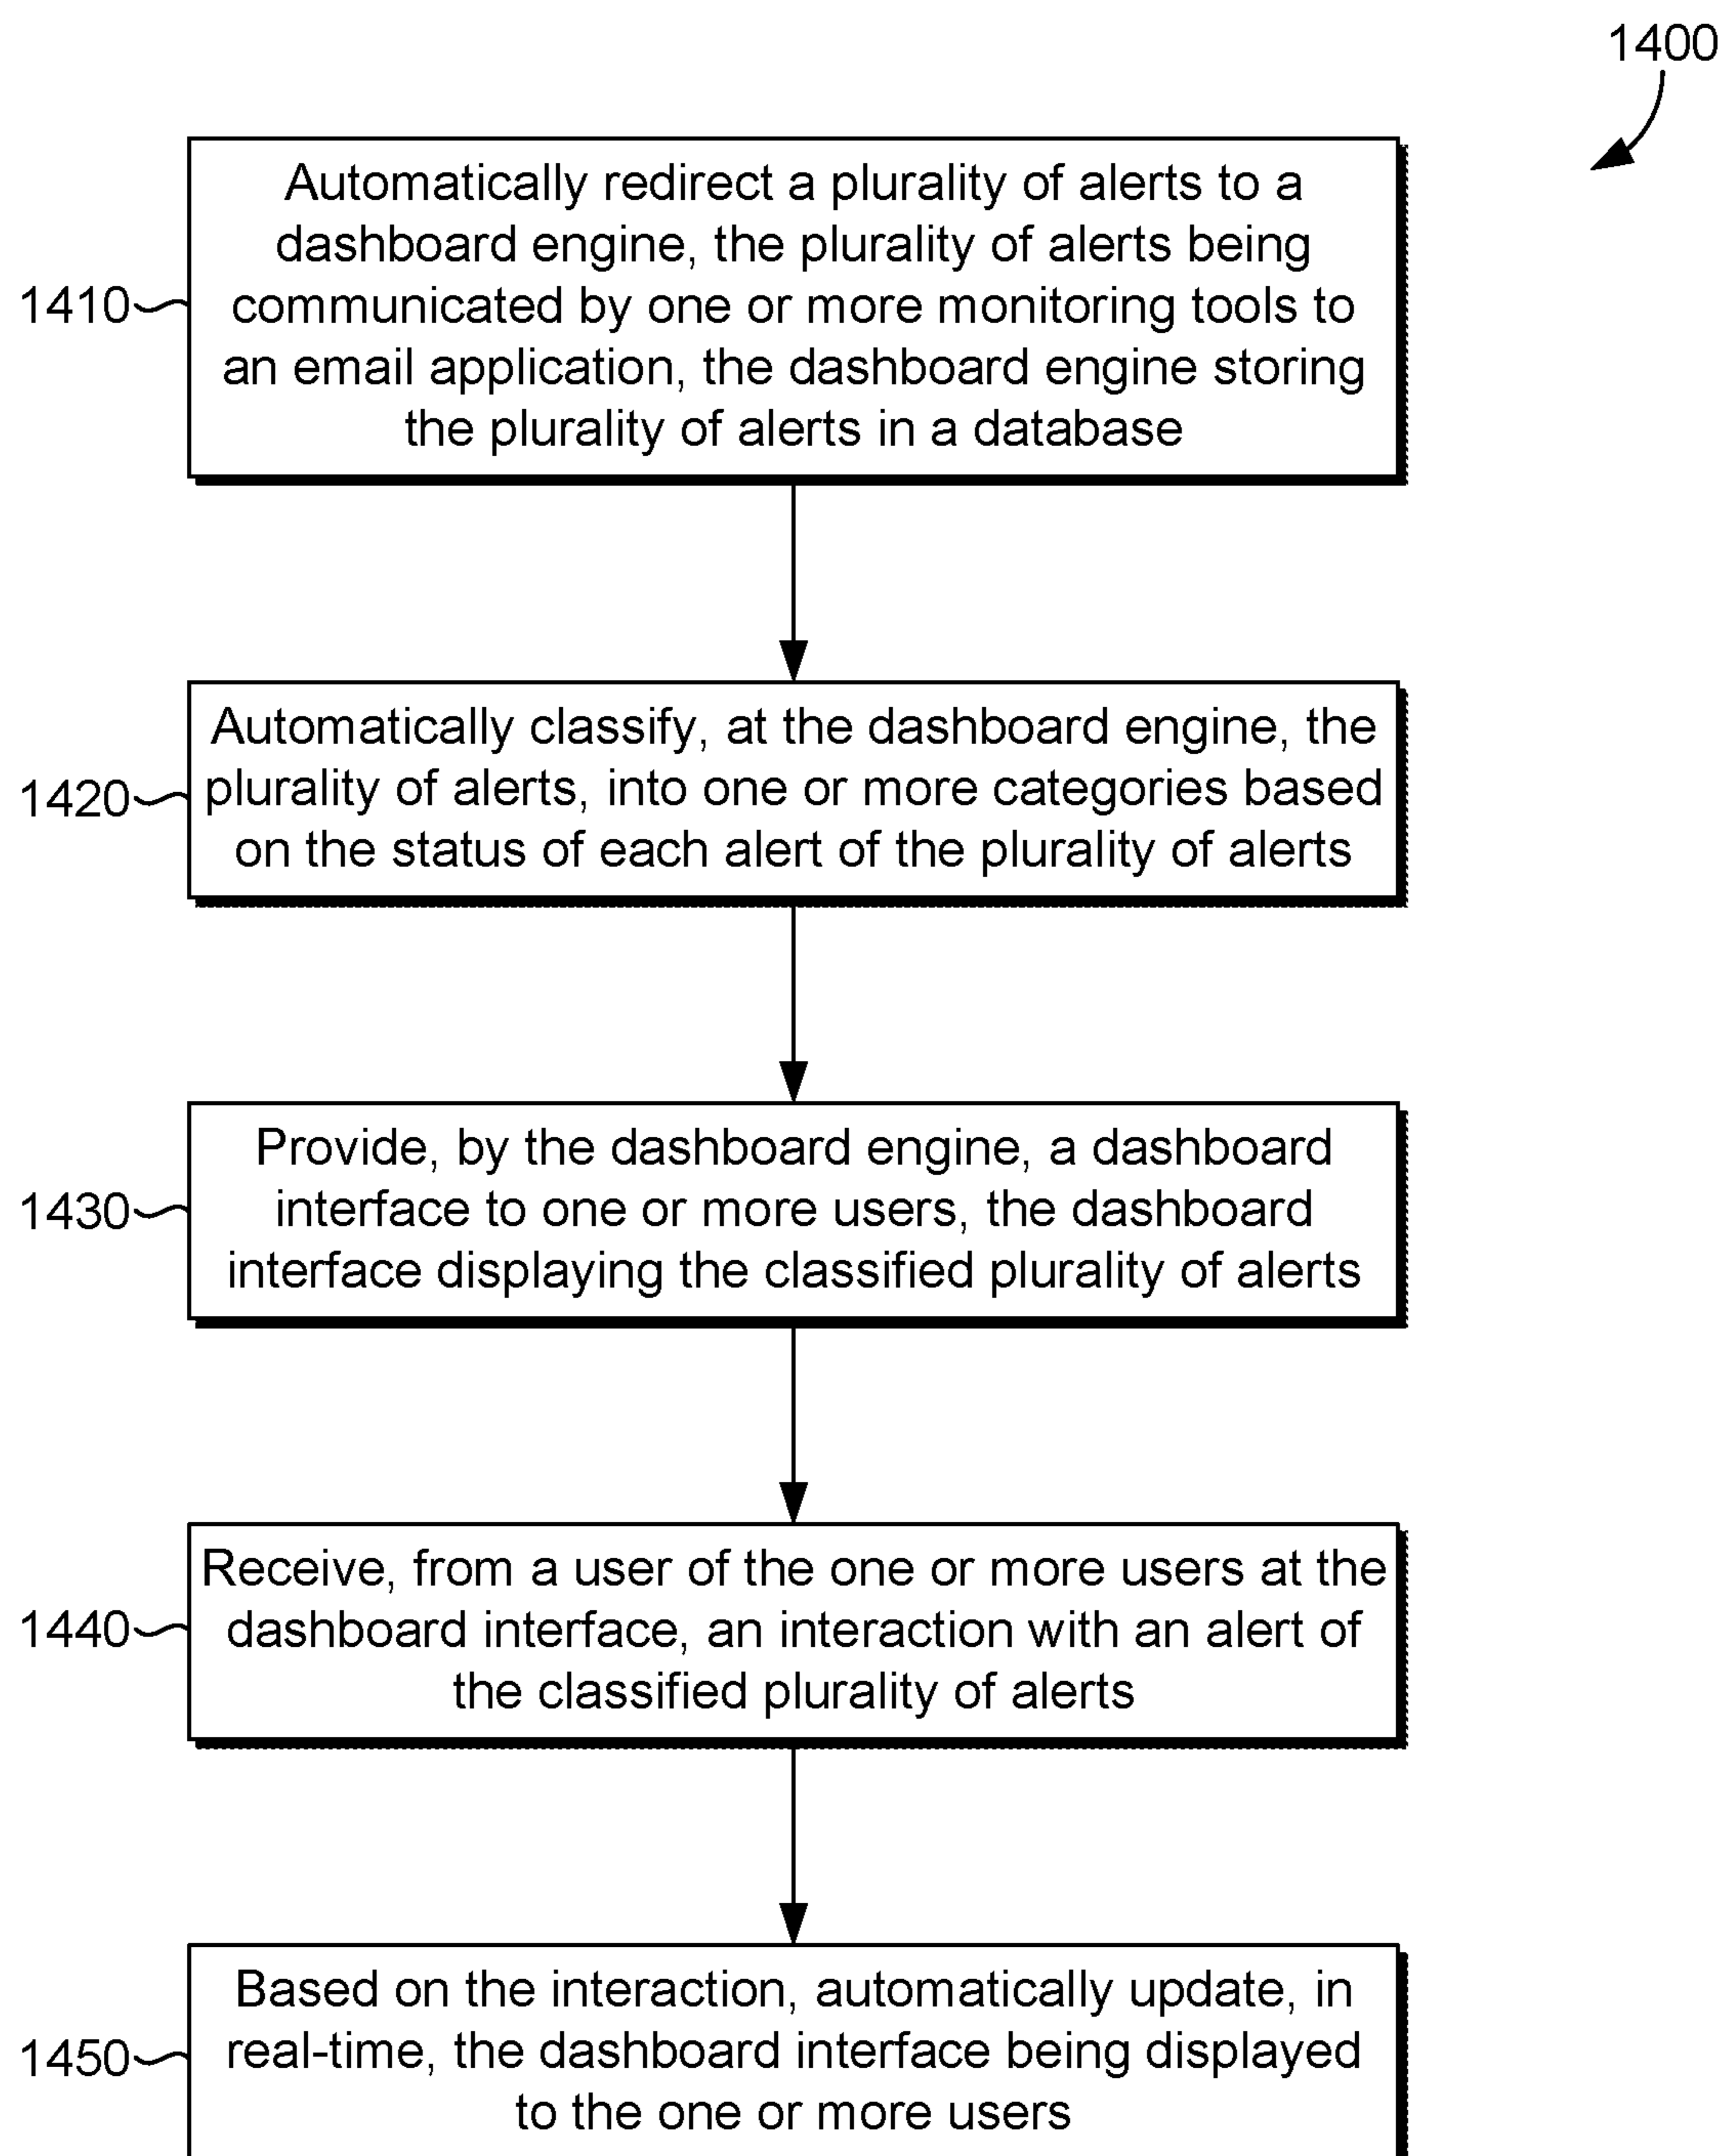 1400
Automatically redirect a plurality of alerts to a
dashboard engine, the plurality of alerts being
communicated by one or more monitoring tools to
an email application, the dashboard engine storing
the plurality of alerts in a database
1410
Automatically classify, at the dashboard engine, the
plurality of alerts, into one or more categories based
on the status of each alert of the plurality of alerts
1420
Provide, by the dashboard engine, a dashboard
interface to one or more users, the dashboard
interface displaying the classified plurality of alerts
1430
Receive, from a user of the one or more users at the
dashboard interface, an interaction with an alert of
the classified plurality of alerts
1440
Based on the interaction, automatically update, in
real-time, the dashboard interface being displayed
to the one or more users
1450